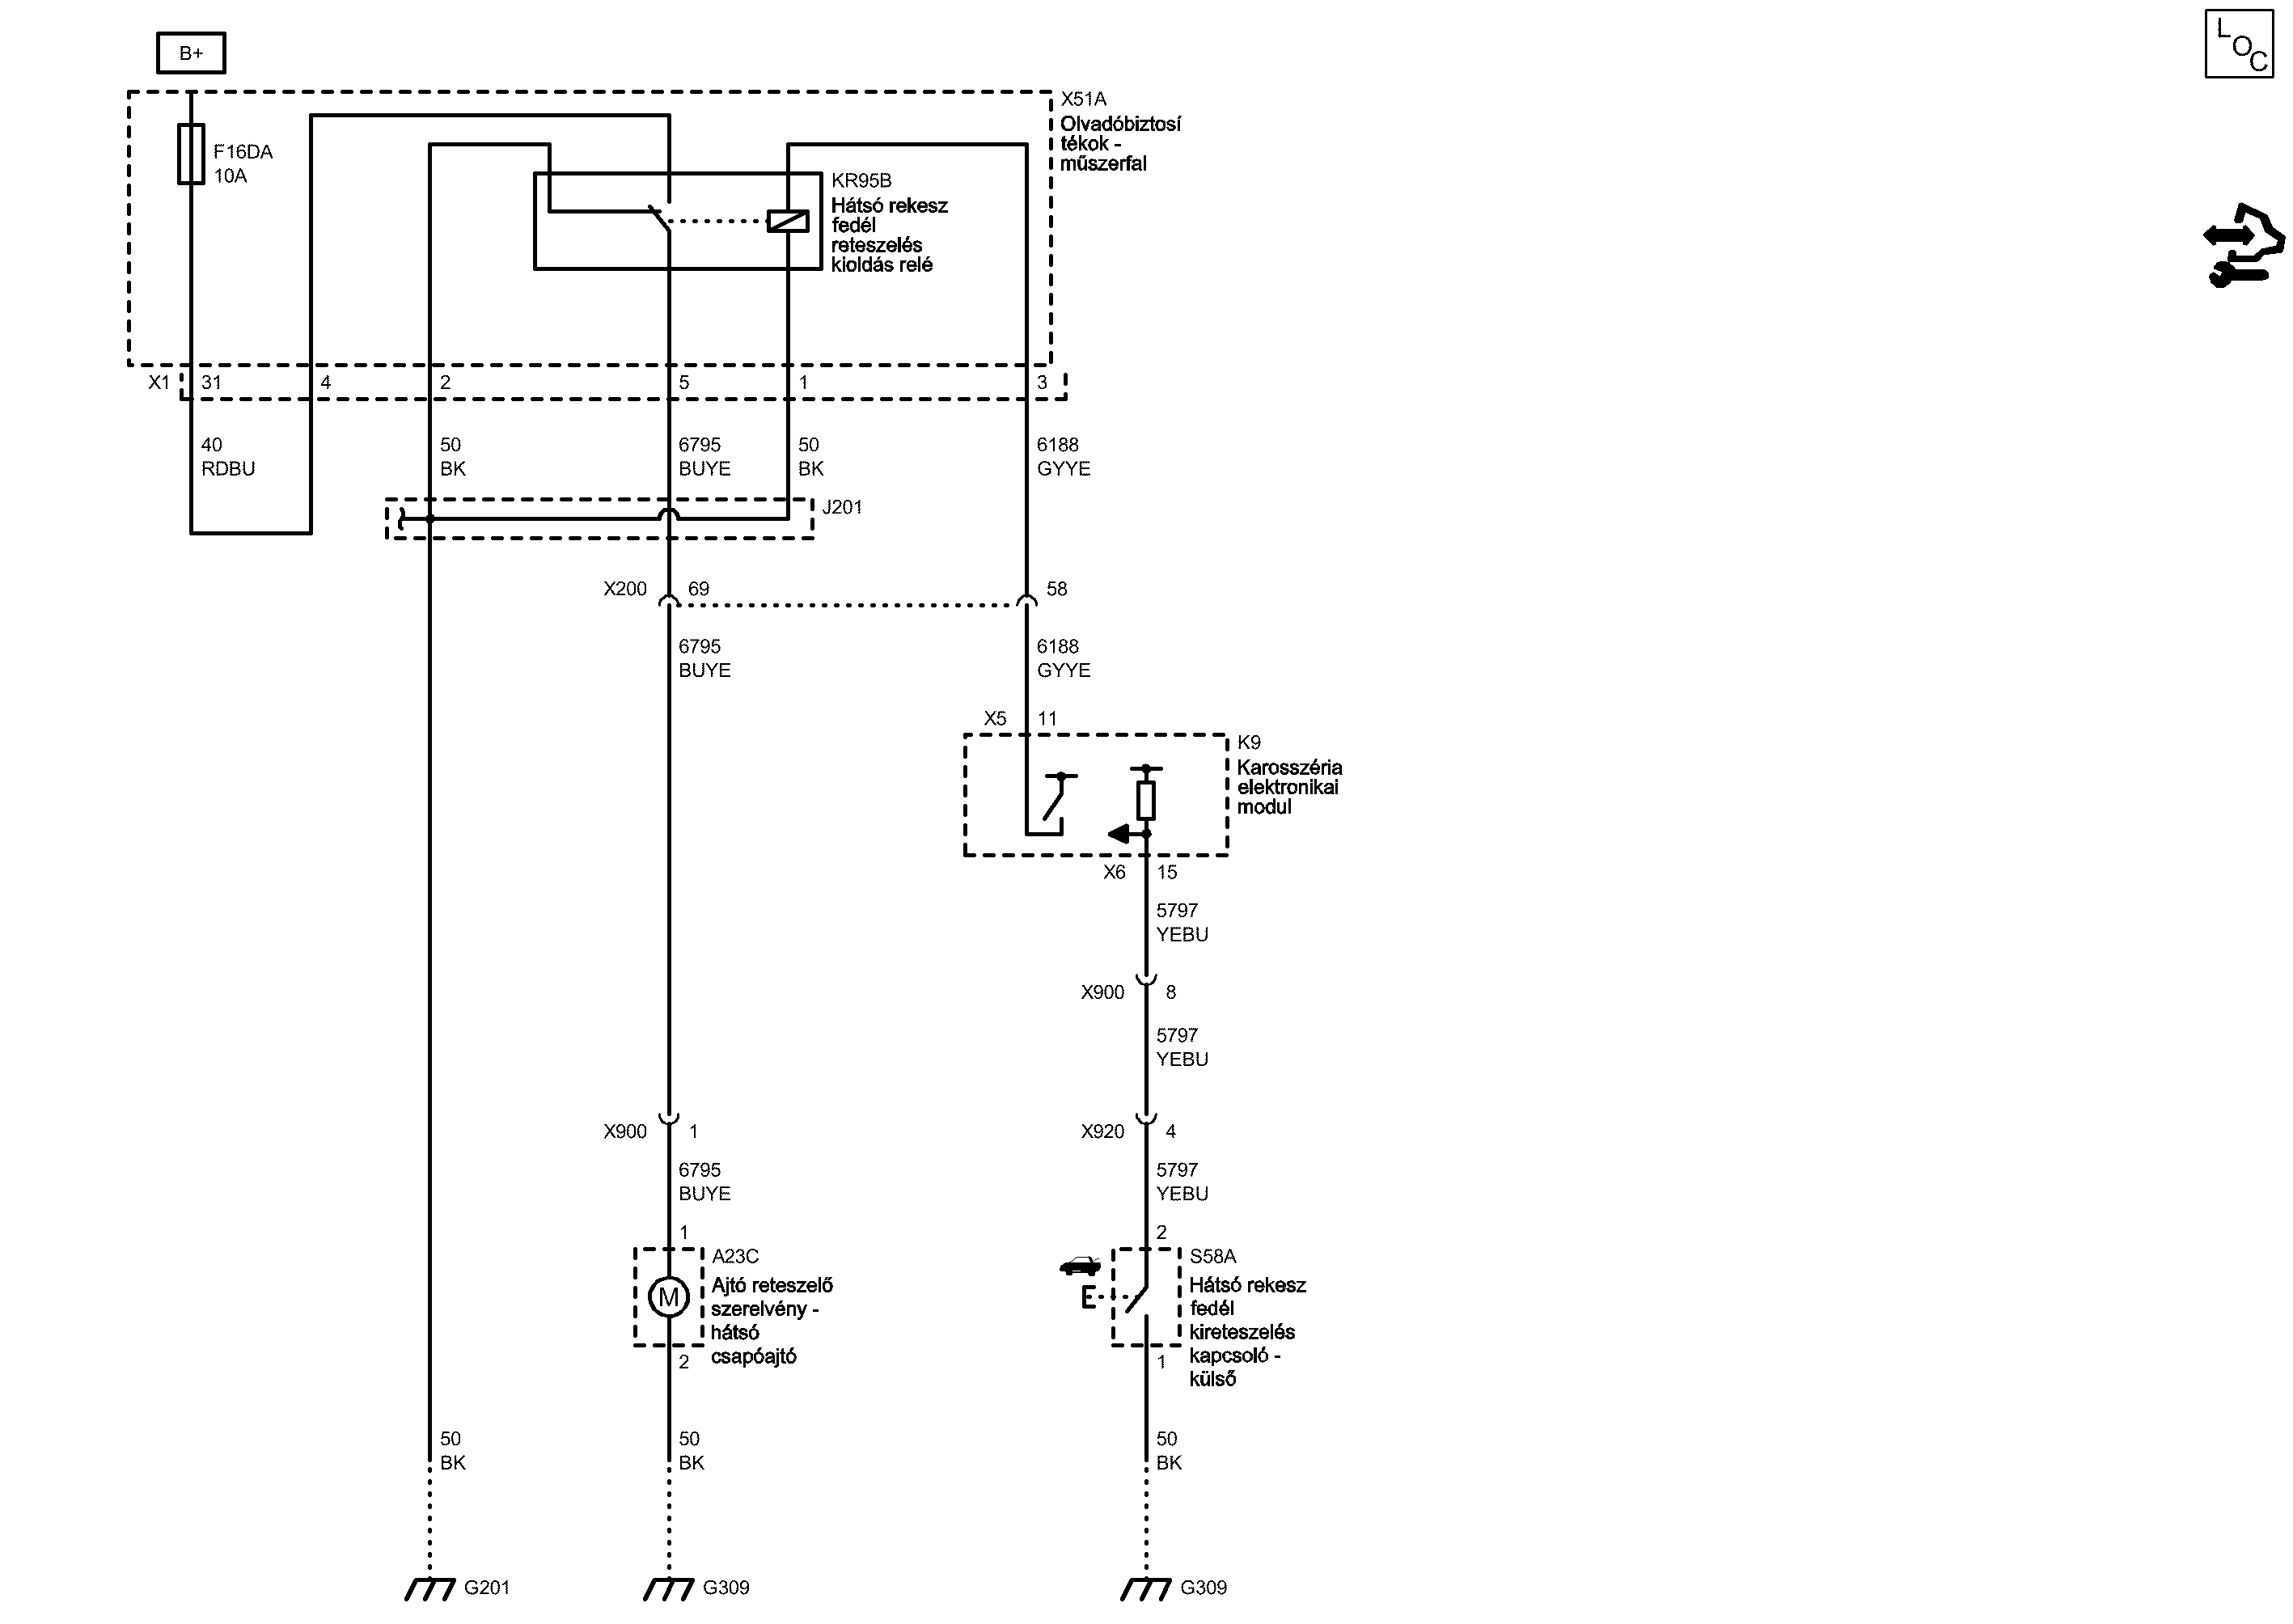 B+
LOC
X51A
Olvadóbiztosí
tékok -
műszerfal
F16DA
10A
KR95B
Hátsó rekesz
fedél
reteszelés
kioldás relé
X1 31 4 2 5 1 3
40 50 6795 50 6188
RDBU BK BUYE BK GYYE
J201
X200 69 58
6795 6188
BUYE GYYE
X5 11
K9
Karosszéria
elektronikai
modul
X6 15
5797
YEBU
X900 8
5797
YEBU
X900 1 X920 4
6795 5797
BUYE YEBU
1 2
A23C
Ajtó reteszelő
szerelvény -
hátsó
csapóajtó
M
S58A
Hátsó rekesz
fedél
kireteszelés
kapcsoló -
külső
2 1
50 50 50
BK BK BK
G201 G309 G309